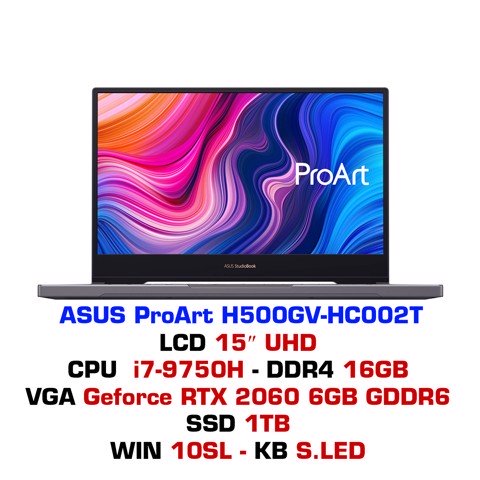 ProArt
ASUS StudioBook
ASUS ProArt H500GV-HC002T
LCD 15″ UHD
CPU i7-9750H - DDR4 16GB
VGA Geforce RTX 2060 6GB GDDR6
SSD 1TB
WIN 10SL - KB S.LED